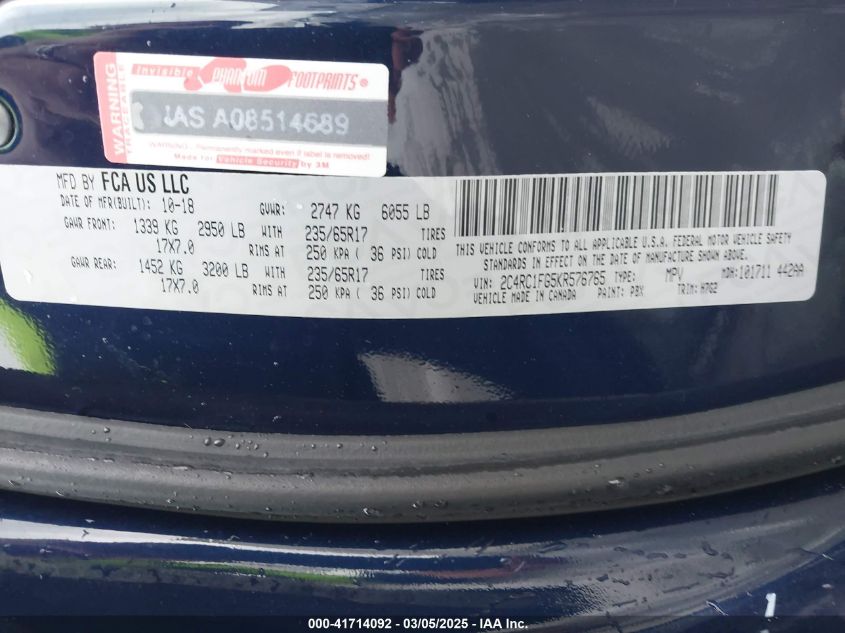 WARNING
TRACEABLE
Invisible PHANTOM FOOTPRINTS®
IAS A08514689
WARNING - Permanently marked even if label is removed!
Made for Vehicle Security by 3M
MFD BY FCA US LLC
DATE OF MFR(BUILT): 10-18 GVWR: 2747 KG 6055 LB
GAWR FRONT: 1339 KG 2950 LB WITH 235/65R17 TIRES
17X7.0 RIMS AT 250 KPA ( 36 PSI) COLD
GAWR REAR: 1452 KG 3200 LB WITH 235/65R17 TIRES
17X7.0 RIMS AT 250 KPA ( 36 PSI) COLD
THIS VEHICLE CONFORMS TO ALL APPLICABLE U.S.A. FEDERAL MOTOR VEHICLE SAFETY
STANDARDS IN EFFECT ON THE DATE OF MANUFACTURE SHOWN ABOVE.
VIN: 2C4RC1FG5KR576765 TYPE: MPV MDH: 101711 442AA
VEHICLE MADE IN CANADA PAINT: PBX TRIM: H7G2
1
000-41714092 - 03/05/2025 - IAA Inc.